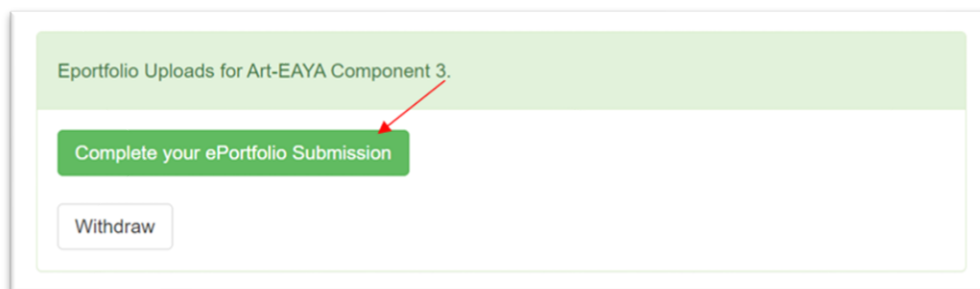 Eportfolio Uploads for Art-EAYA Component 3.
Complete your ePortfolio Submission
Withdraw